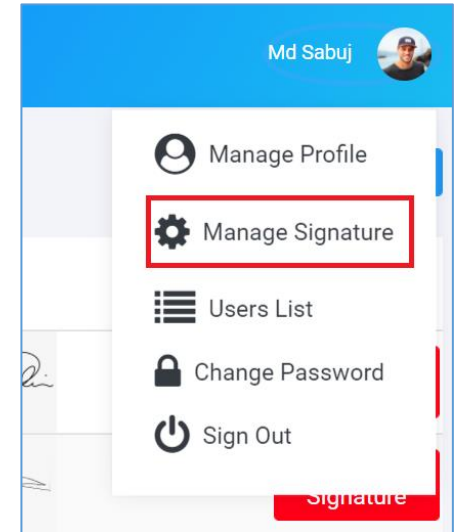 Md Sabuj
Manage Profile
Manage Signature
Users List
Change Password
Sign Out
Signature